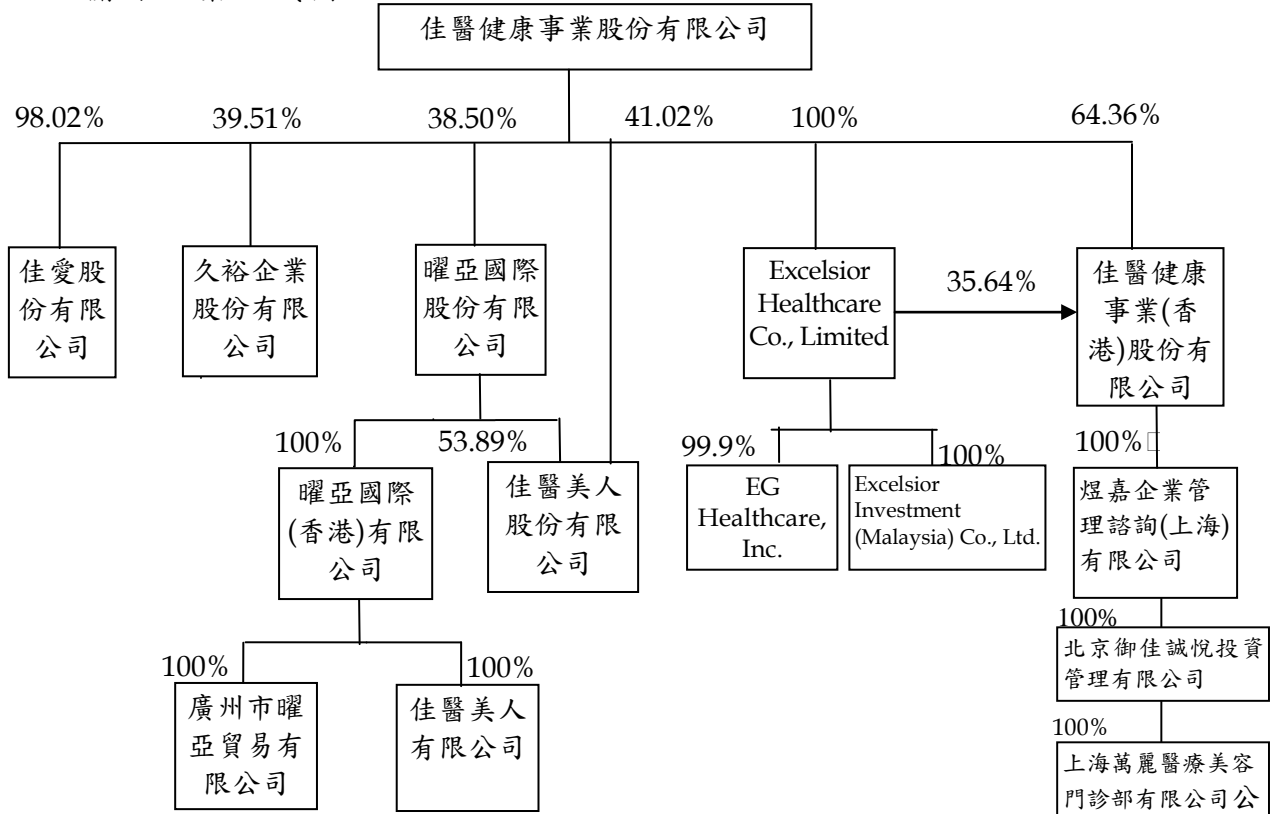 佳醫健康事業股份有限公司
98.02%
39.51%
38.50%
41.02%
100%
64.36%
佳愛股
份有限
公司
久裕企業
股份有限
公司
曜亞國際
股份有限
公司
Excelsior
Healthcare
Co., Limited
35.64%
佳醫健康
事業(香
港)股份有
限公司
100%
53.89%
99.9%
100%
100%
曜亞國際
(香港)有限
公司
佳醫美人
股份有限
公司
EG
Healthcare,
Inc.
Excelsior
Investment
(Malaysia) Co., Ltd.
煜嘉企業管
理諮詢(上海)
有限公司
100%
北京御佳誠悅投資
管理有限公司
100%
100%
100%
廣州市曜
亞貿易有
限公司
佳醫美人
有限公司
上海萬麗醫療美容
門診部有限公司公